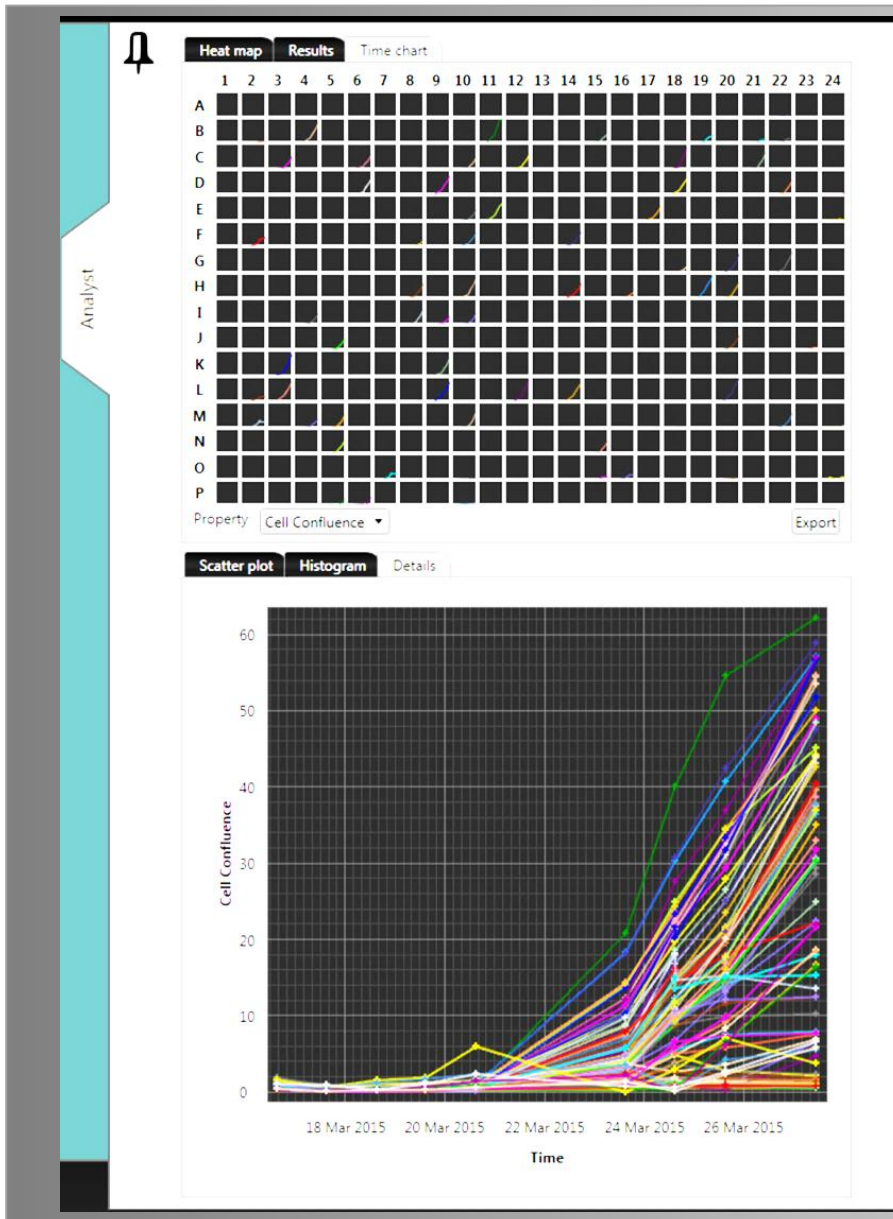 Heat map Results Time chart
1 2 3 4 5 6 7 8 9 10 11 12 13 14 15 16 17 18 19 20 21 22 23 24
A
B
C
D
E
F
G
H
I
J
K
L
M
N
O
P
Property Cell Confluence Export
Analyst
Scatter plot Histogram Details
60
50
40
30
20
10
0
Cell Confluence
18 Mar 2015 20 Mar 2015 22 Mar 2015 24 Mar 2015 26 Mar 2015
Time